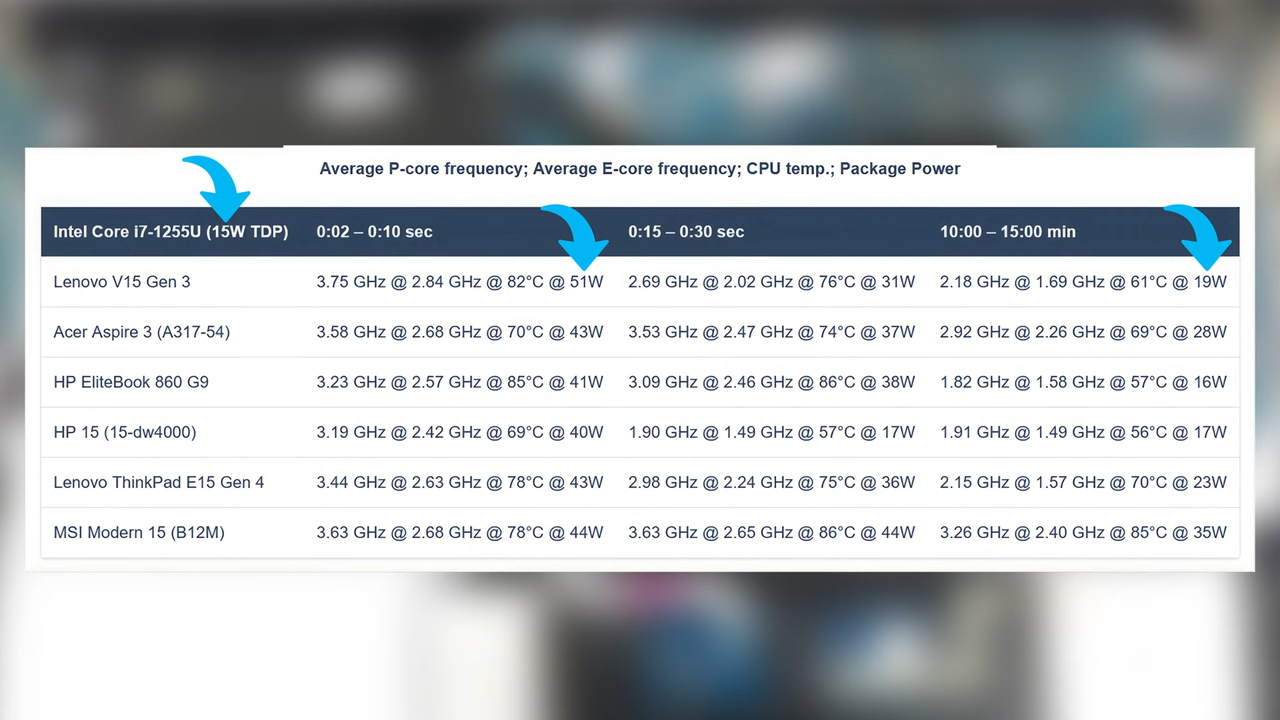 Average P-core frequency; Average E-core frequency; CPU temp.; Package Power
Intel Core i7-1255U (15W TDP) 0:02 – 0:10 sec 0:15 – 0:30 sec 10:00 – 15:00 min
Lenovo V15 Gen 3 3.75 GHz @ 2.84 GHz @ 82°C @ 51W 2.69 GHz @ 2.02 GHz @ 76°C @ 31W 2.18 GHz @ 1.69 GHz @ 61°C @ 19W
Acer Aspire 3 (A317-54) 3.58 GHz @ 2.68 GHz @ 70°C @ 43W 3.53 GHz @ 2.47 GHz @ 74°C @ 37W 2.92 GHz @ 2.26 GHz @ 69°C @ 28W
HP EliteBook 860 G9 3.23 GHz @ 2.57 GHz @ 85°C @ 41W 3.09 GHz @ 2.46 GHz @ 86°C @ 38W 1.82 GHz @ 1.58 GHz @ 57°C @ 16W
HP 15 (15-dw4000) 3.19 GHz @ 2.42 GHz @ 69°C @ 40W 1.90 GHz @ 1.49 GHz @ 57°C @ 17W 1.91 GHz @ 1.49 GHz @ 56°C @ 17W
Lenovo ThinkPad E15 Gen 4 3.44 GHz @ 2.63 GHz @ 78°C @ 43W 2.98 GHz @ 2.24 GHz @ 75°C @ 36W 2.15 GHz @ 1.57 GHz @ 70°C @ 23W
MSI Modern 15 (B12M) 3.63 GHz @ 2.68 GHz @ 78°C @ 44W 3.63 GHz @ 2.65 GHz @ 86°C @ 44W 3.26 GHz @ 2.40 GHz @ 85°C @ 35W